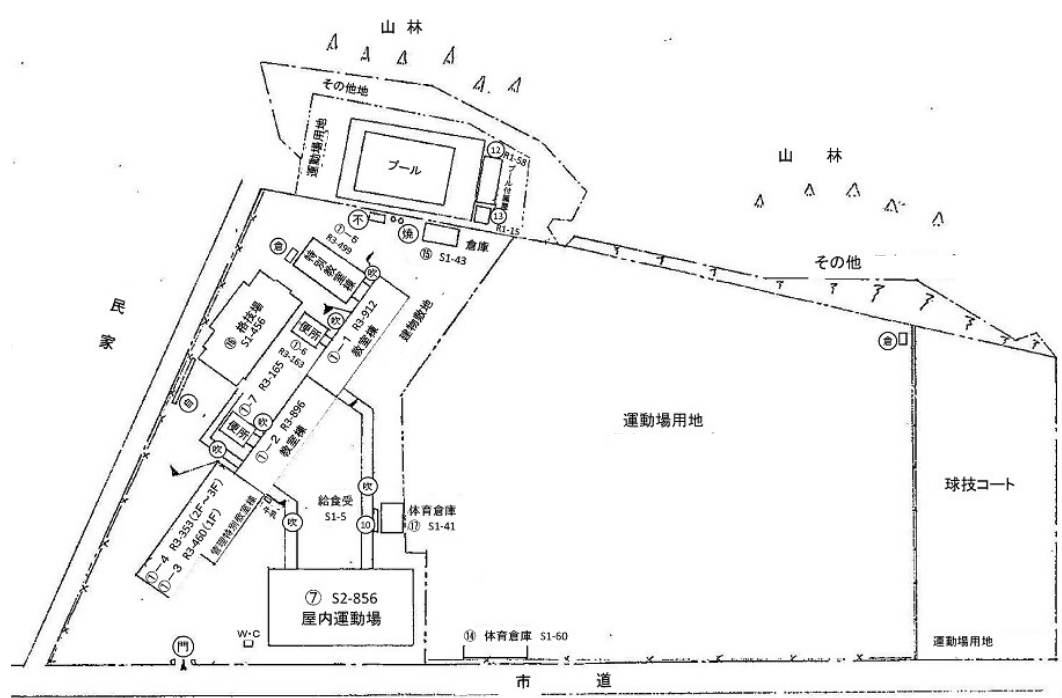 山林
その他地
運動場用地
プール
⑫
R1-58
プール付属室
⑬
R1-15
山林
不
焼
倉庫
⑮ S1-43
①-5
R3-499
特別教室棟
倉
吹
その他
民家
格技場
⑯ S1-456
便所
吹
①-6
R3-163
①-1 R3-912
教室棟
建物敷地
倉
自
①-7 R3-165
便所
吹
吹
①-2 R3-896
教室棟
運動場用地
球技コート
①-4 R3-353(2F~3F)
①-3 R3-460(1F)
管理特別教室棟
吹
吹
給食受
S1-5
10
体育倉庫
⑰ S1-41
⑦ S2-856
屋内運動場
W・C
門
⑭ 体育倉庫 S1-60
運動場用地
市道